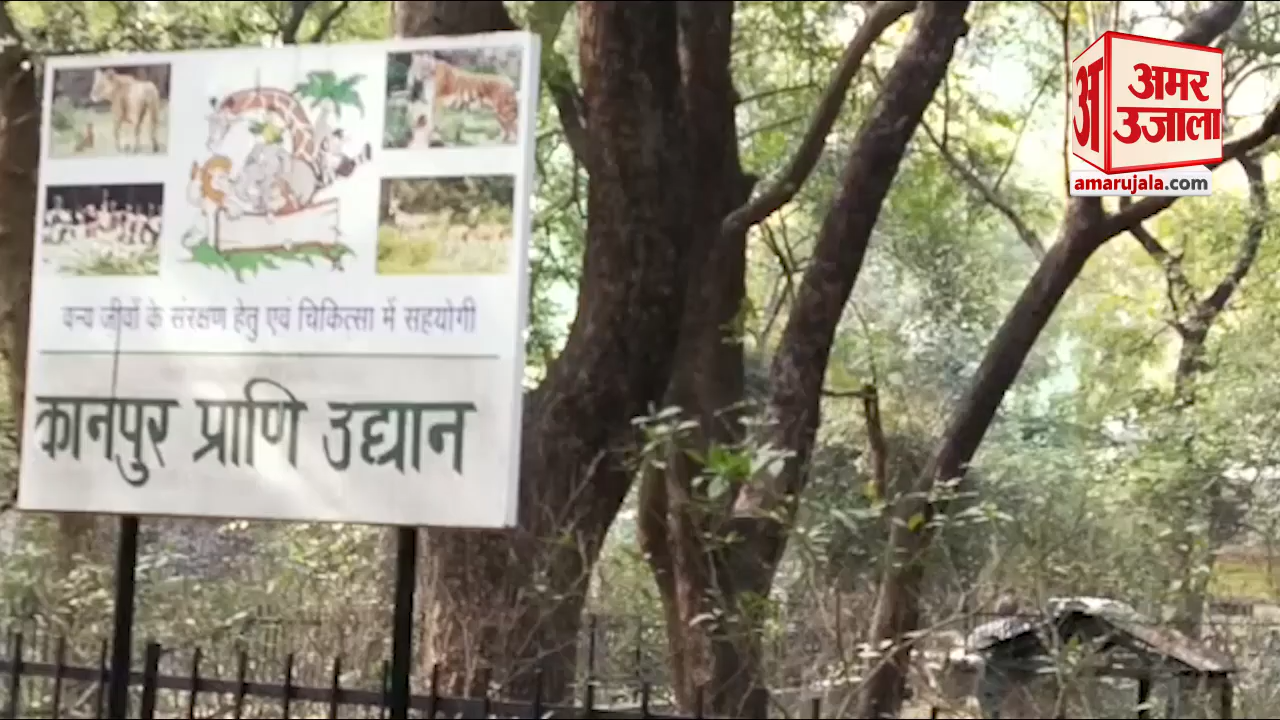 वन्य जीवों के संरक्षण हेतु एवं चिकित्सा में सहयोगी
कानपुर प्राणि उद्यान
अ
अमर
उजाला
amarujala.com